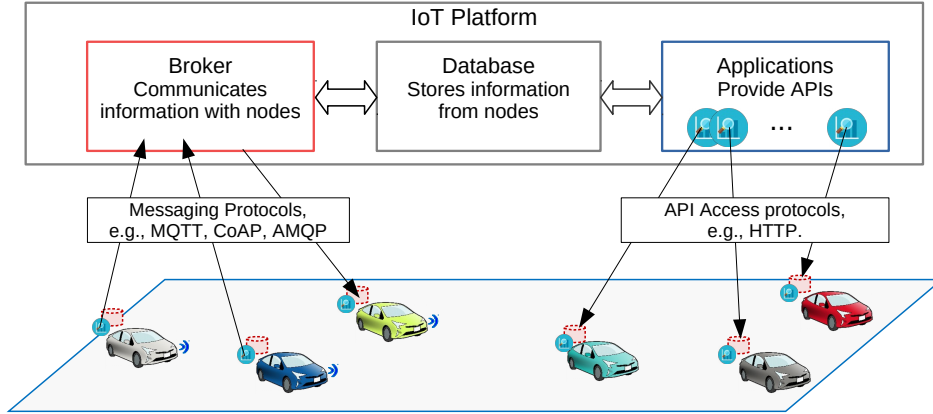 IoT Platform
Broker
Communicates
information with nodes
Database
Stores information
from nodes
Applications
Provide APIs
...
Messaging Protocols,
e.g., MQTT, CoAP, AMQP
API Access protocols,
e.g., HTTP.